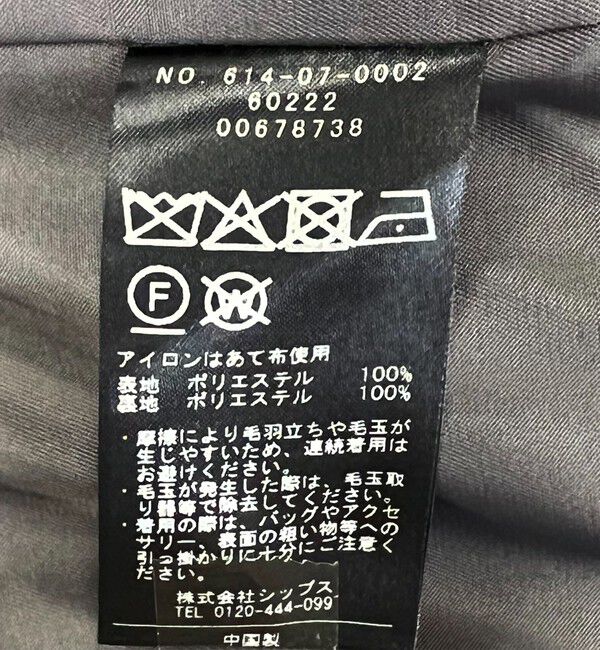 NO. 614-07-0002
60222
00678738
F
W
アイロンはあて布使用
表地 ポリエステル 100%
裏地 ポリエステル 100%
・摩擦により毛羽立ちや毛玉が
生じやすいため、連続着用は
お避けください。
・毛玉が発生した際は、毛玉取
り器等で除去してください。
・着用の際は、バッグやアクセ
サリー、表面の粗い物等への
引っ掛かりに十分にご注意く
ださい。
株式会社シップス
TEL 0120-444-099
中国製